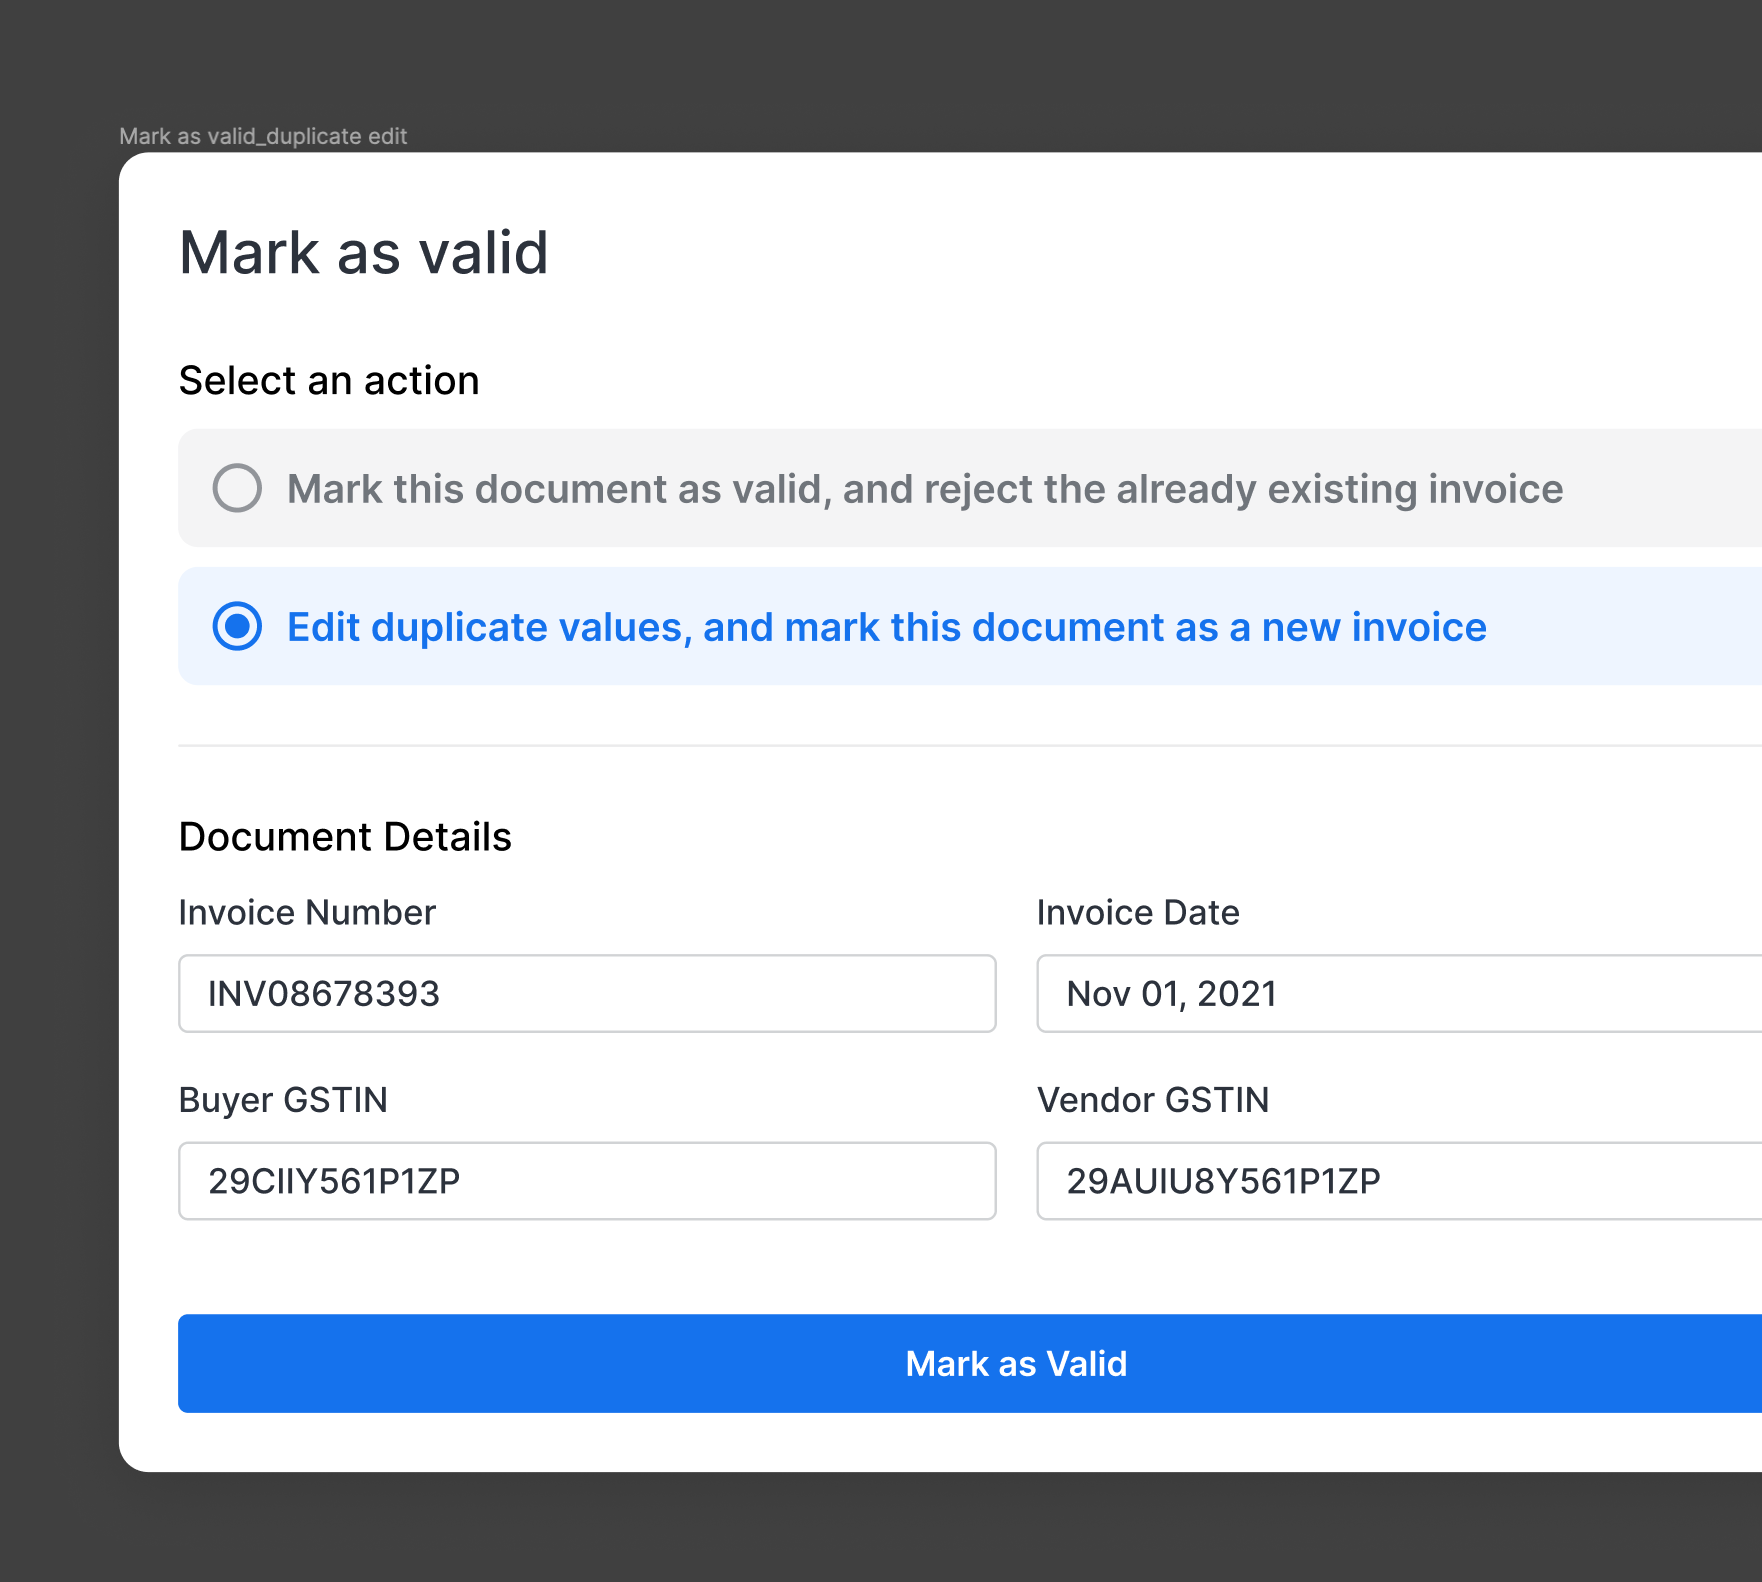 Mark as valid_duplicate edit
Mark as valid
Select an action
Mark this document as valid, and reject the already existing invoice
Edit duplicate values, and mark this document as a new invoice
Document Details
Invoice Number
Invoice Date
INV08678393
Nov 01, 2021
Buyer GSTIN
Vendor GSTIN
29CIIY561P1ZP
29AUIU8Y561P1ZP
Mark as Valid